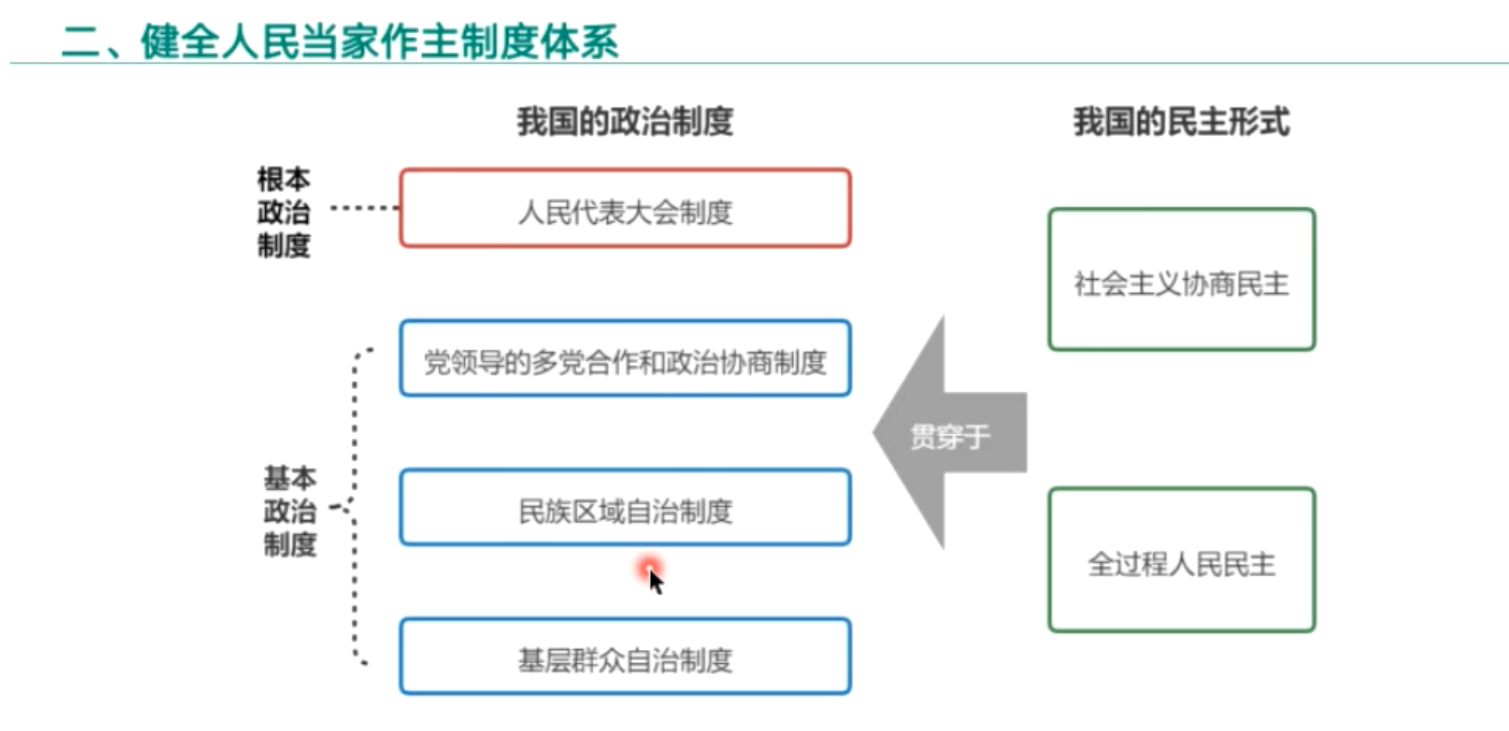 二、健全人民当家作主制度体系
我国的政治制度
我国的民主形式
根本
政治
制度
人民代表大会制度
社会主义协商民主
党领导的多党合作和政治协商制度
贯穿于
基本
政治
制度
民族区域自治制度
全过程人民民主
基层群众自治制度